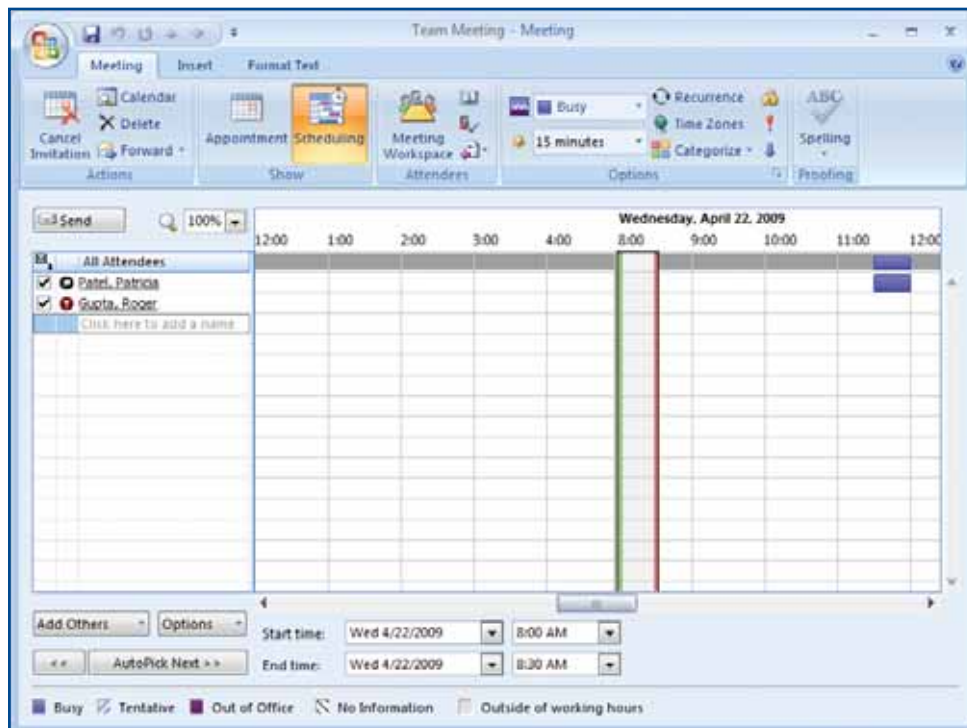 Team Meeting - Meeting
Meeting Insert Format Text
Cancel Invitation
Calendar
Delete
Forward
Actions
Appointment
Scheduling
Show
Meeting Workspace
Attendees
Busy
15 minutes
Recurrence
Time Zones
Categorize
Options
ABC
Spelling
Proofing
Send
100%
Wednesday, April 22, 2009
12:00 1:00 2:00 3:00 4:00 8:00 9:00 10:00 11:00 12:00
All Attendees
Patel, Patricia
Gupta, Roger
Click here to add a name
Add Others
Options
Start time: Wed 4/22/2009 8:00 AM
<< AutoPick Next >>
End time: Wed 4/22/2009 8:30 AM
Busy Tentative Out of Office No Information Outside of working hours